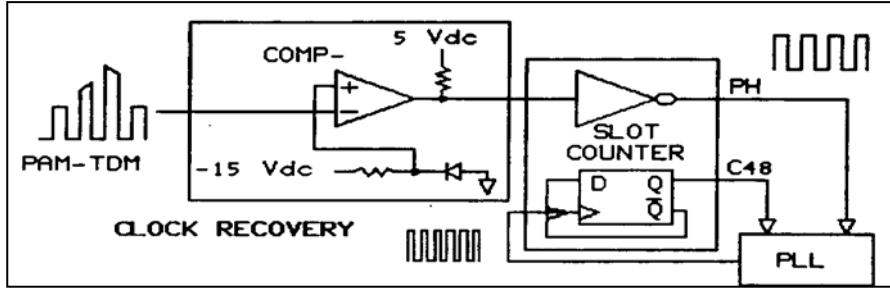 5 Vdc
COMP-
+
−
PH
SLOT
COUNTER
PAM-TDM
-15 Vdc
C48
D Q
Q̅
CLOCK RECOVERY
PLL